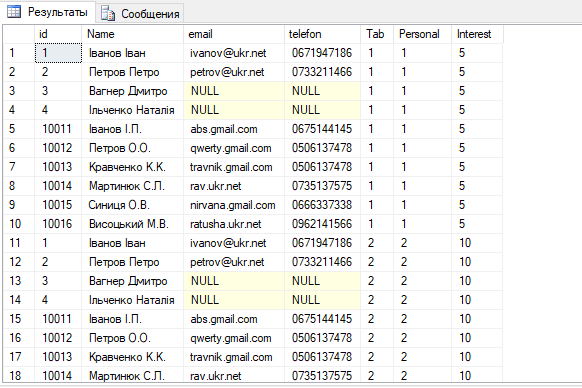 Результаты Сообщения
id Name email telefon Tab Personal Interest
1 1 Іванов Іван ivanov@ukr.net 0671947186 1 1 5
2 2 Петров Петро petrov@ukr.net 0733211466 1 1 5
3 3 Вагнер Дмитро NULL NULL 1 1 5
4 4 Ільченко Наталія NULL NULL 1 1 5
5 10011 Іванов І.П. abs.gmail.com 0675144145 1 1 5
6 10012 Петров О.О. qwerty.gmail.com 0506137478 1 1 5
7 10013 Кравченко К.К. travnik.gmail.com 0506137478 1 1 5
8 10014 Мартинюк С.Л. rav.ukr.net 0735137575 1 1 5
9 10015 Синиця О.В. nirvana.gmail.com 0666337338 1 1 5
10 10016 Висоцький М.В. ratusha.ukr.net 0962141566 1 1 5
11 1 Іванов Іван ivanov@ukr.net 0671947186 2 2 10
12 2 Петров Петро petrov@ukr.net 0733211466 2 2 10
13 3 Вагнер Дмитро NULL NULL 2 2 10
14 4 Ільченко Наталія NULL NULL 2 2 10
15 10011 Іванов І.П. abs.gmail.com 0675144145 2 2 10
16 10012 Петров О.О. qwerty.gmail.com 0506137478 2 2 10
17 10013 Кравченко К.К. travnik.gmail.com 0506137478 2 2 10
18 10014 Мартинюк С.Л. rav.ukr.net 0735137575 2 2 10